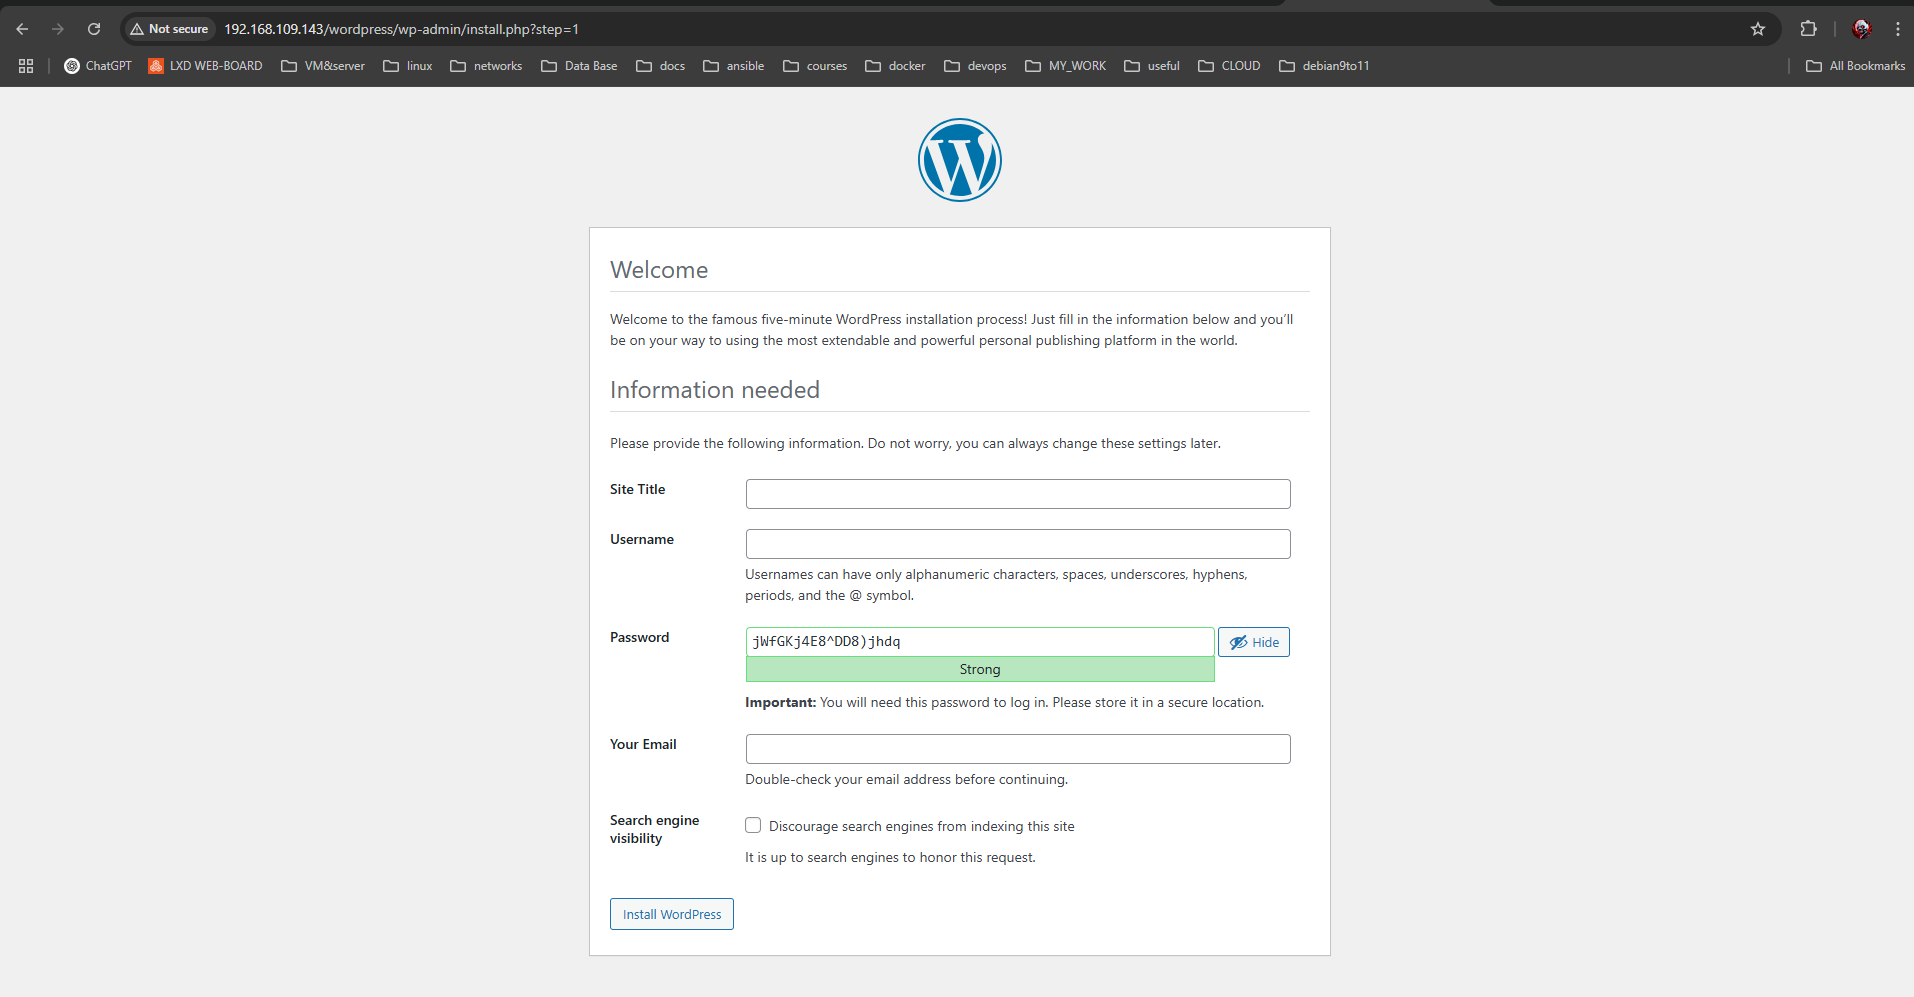 Not secure 192.168.109.143/wordpress/wp-admin/install.php?step=1
ChatGPT LXD WEB-BOARD VM&server linux networks Data Base docs ansible courses docker devops MY_WORK useful CLOUD debian9to11 All Bookmarks
Welcome
Welcome to the famous five-minute WordPress installation process! Just fill in the information below and you’ll
be on your way to using the most extendable and powerful personal publishing platform in the world.
Information needed
Please provide the following information. Do not worry, you can always change these settings later.
Site Title
Username
Usernames can have only alphanumeric characters, spaces, underscores, hyphens,
periods, and the @ symbol.
Password jWfGKj4E8^DD8)jhdq Hide
Strong
Important: You will need this password to log in. Please store it in a secure location.
Your Email
Double-check your email address before continuing.
Search engine
visibility
Discourage search engines from indexing this site
It is up to search engines to honor this request.
Install WordPress